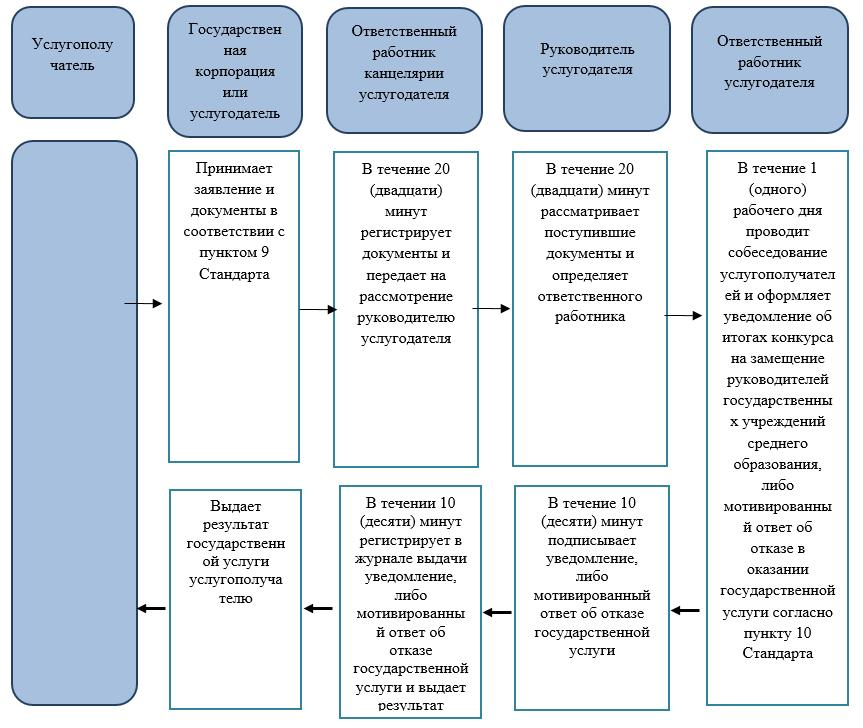 Услугополу
чатель
Государствен
ная
корпорация
или
услугодатель
Ответственный
работник
канцелярии
услугодателя
Руководитель
услугодателя
Ответственный
работник
услугодателя
Принимает
заявление и
документы в
соответствии с
пунктом 9
Стандарта
В течение 20
(двадцати)
минут
регистрирует
документы и
передает на
рассмотрение
руководителю
услугодателя
В течение 20
(двадцати) минут
рассматривает
поступившие
документы и
определяет
ответственного
работника
В течение 1
(одного)
рабочего дня
проводит
собеседование
услугополучател
ей и оформляет
уведомление об
итогах конкурса
на замещение
руководителей
государственны
х учреждений
среднего
образования,
либо
мотивированны
й ответ об
отказе в
оказании
государственной
услуги согласно
пункту 10
Стандарта
Выдает
результат
государственн
ой услуги
услугополуча
телю
В течении 10
(десяти) минут
регистрирует в
журнале выдачи
уведомление,
либо
мотивированны
й ответ об
отказе
государственной
услуги и выдает
результат
В течение 10
(десяти) минут
подписывает
уведомление,
либо
мотивированный
ответ об отказе
государственной
услуги